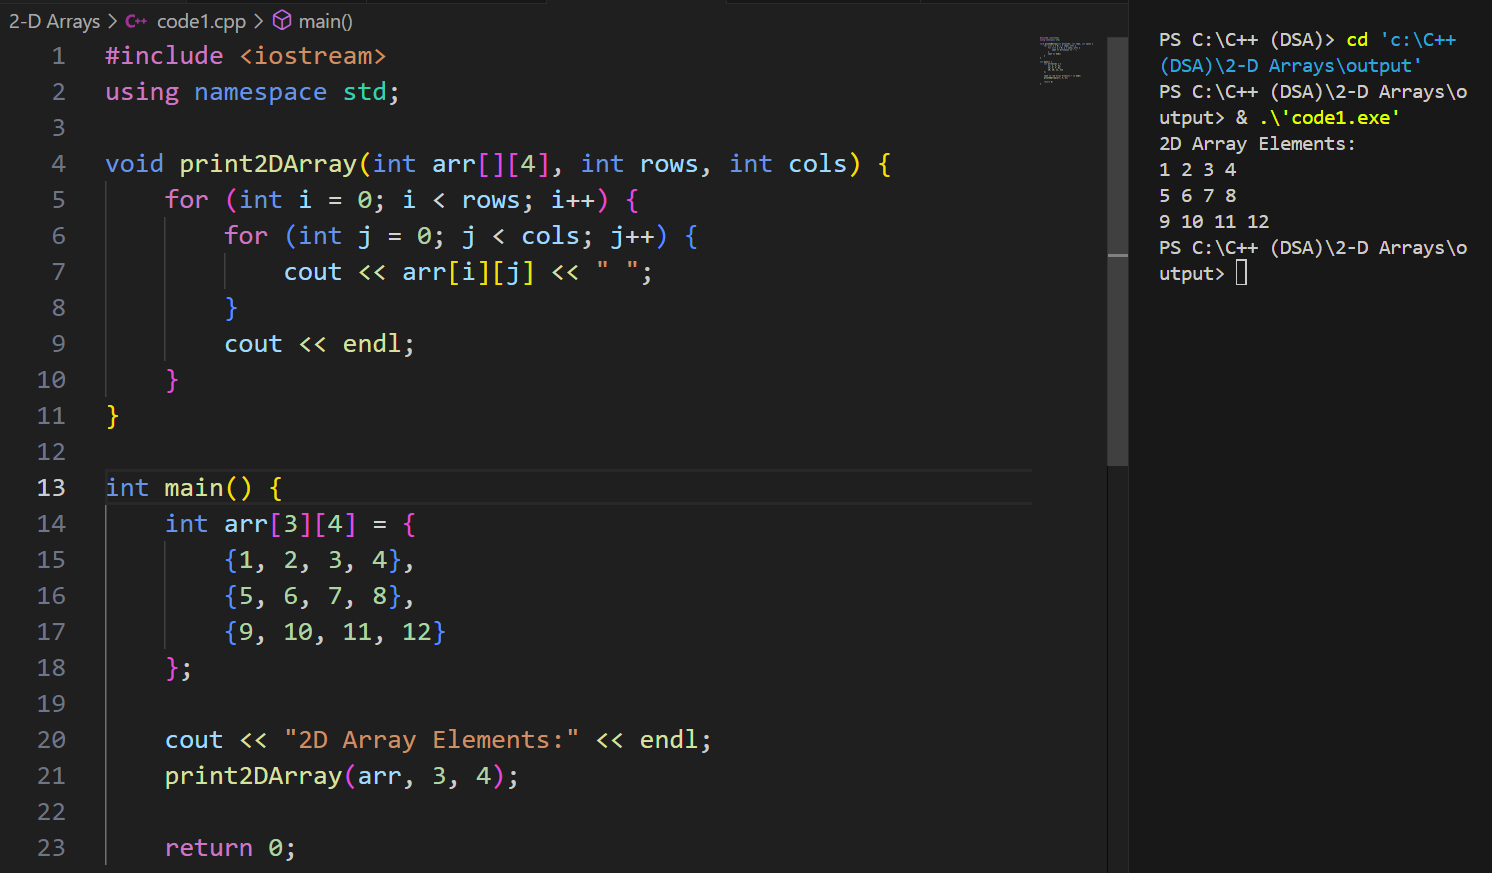 2-D Arrays > C++ code1.cpp > main()
1 #include <iostream>
2 using namespace std;
3
4 void print2DArray(int arr[][4], int rows, int cols) {
5     for (int i = 0; i < rows; i++) {
6         for (int j = 0; j < cols; j++) {
7             cout << arr[i][j] << " ";
8         }
9         cout << endl;
10     }
11 }
12
13 int main() {
14     int arr[3][4] = {
15         {1, 2, 3, 4},
16         {5, 6, 7, 8},
17         {9, 10, 11, 12}
18     };
19
20     cout << "2D Array Elements:" << endl;
21     print2DArray(arr, 3, 4);
22
23     return 0;
PS C:\C++ (DSA)> cd 'c:\C++
(DSA)\2-D Arrays\output'
PS C:\C++ (DSA)\2-D Arrays\o
utput> & .\'code1.exe'
2D Array Elements:
1 2 3 4
5 6 7 8
9 10 11 12
PS C:\C++ (DSA)\2-D Arrays\o
utput>